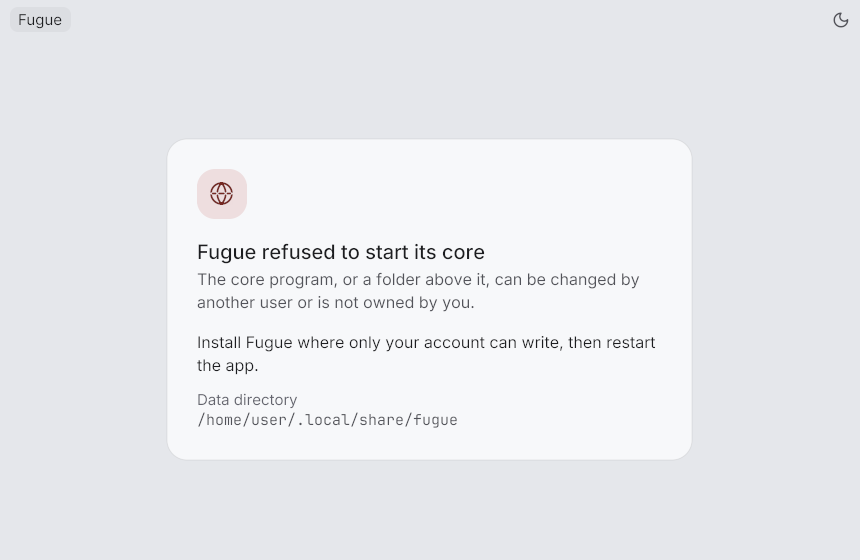 Fugue
Fugue refused to start its core
The core program, or a folder above it, can be changed by
another user or is not owned by you.
Install Fugue where only your account can write, then restart
the app.
Data directory
/home/user/.local/share/fugue